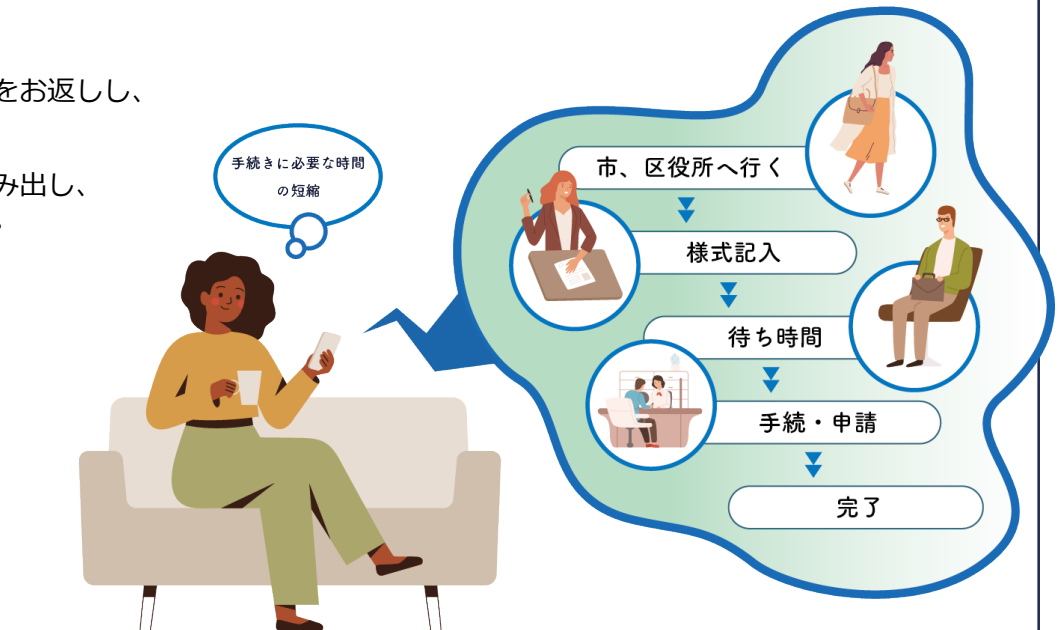 をお返しし、
み出し、
手続きに必要な時間
の短縮
市、区役所へ行く
様式記入
待ち時間
手続・申請
完了